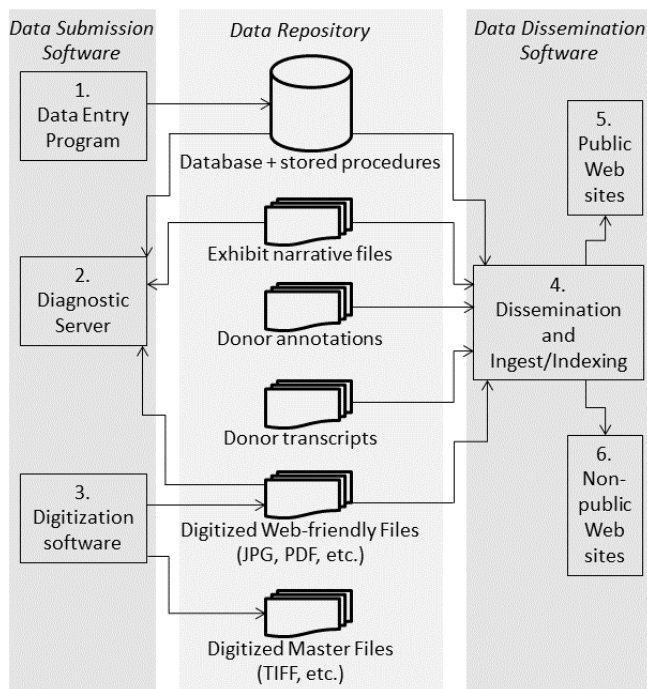 Data Submission
Software
1.
Data Entry
Program
2.
Diagnostic
Server
3.
Digitization
software
Data Repository
Database + stored procedures
Exhibit narrative files
Donor annotations
Donor transcripts
Digitized Web-friendly Files
(JPG, PDF, etc.)
Digitized Master Files
(TIFF, etc.)
Data Dissemination
Software
5.
Public
Web
sites
4.
Dissemination
and
Ingest/Indexing
6.
Non-
public
Web
sites